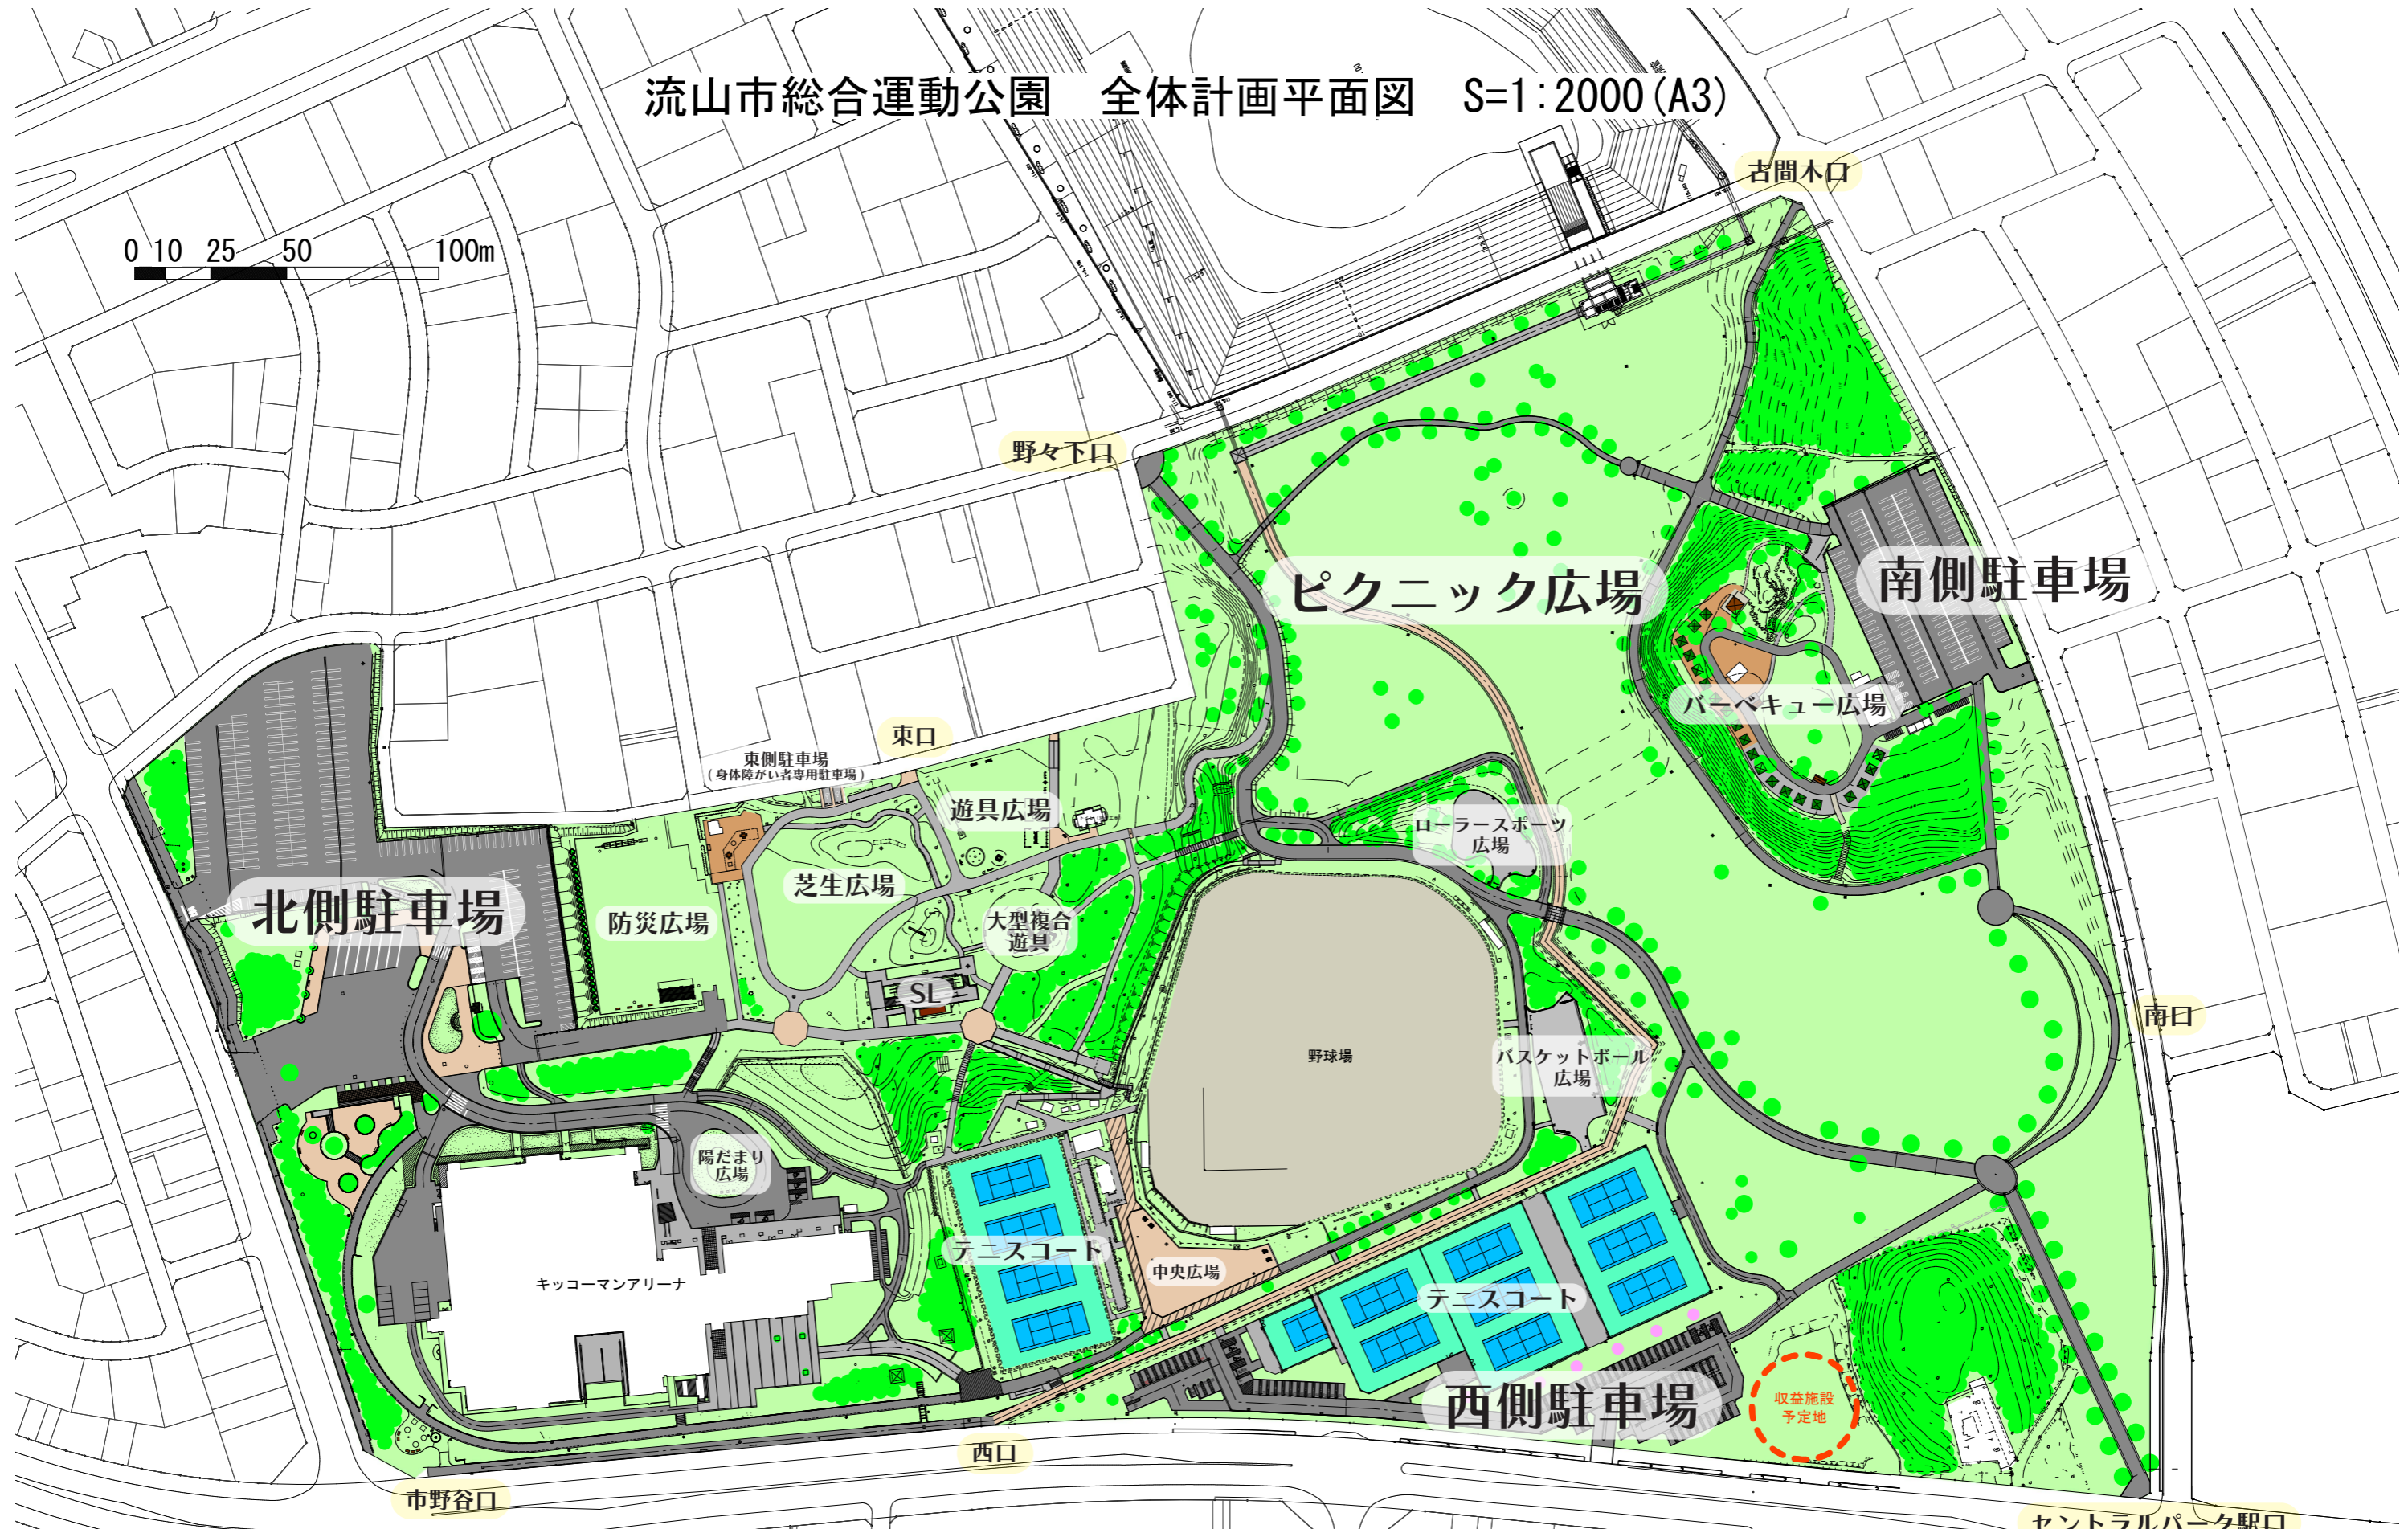 流山市総合運動公園　全体計画平面図　S=1:2000(A3)
古間木口
0 10 25 50 100m
野々下口
ピクニック広場
南側駐車場
バーベキュー広場
東口
東側駐車場
(身体障がい者専用駐車場)
遊具広場
ローラースポーツ
広場
芝生広場
北側駐車場
防災広場
大型複合
遊具
SL
南口
野球場
バスケットボール
広場
陽だまり
広場
テニスコート
中央広場
キッコーマンアリーナ
テニスコート
西側駐車場
収益施設
予定地
西口
市野谷口
セントラルパーク駅口